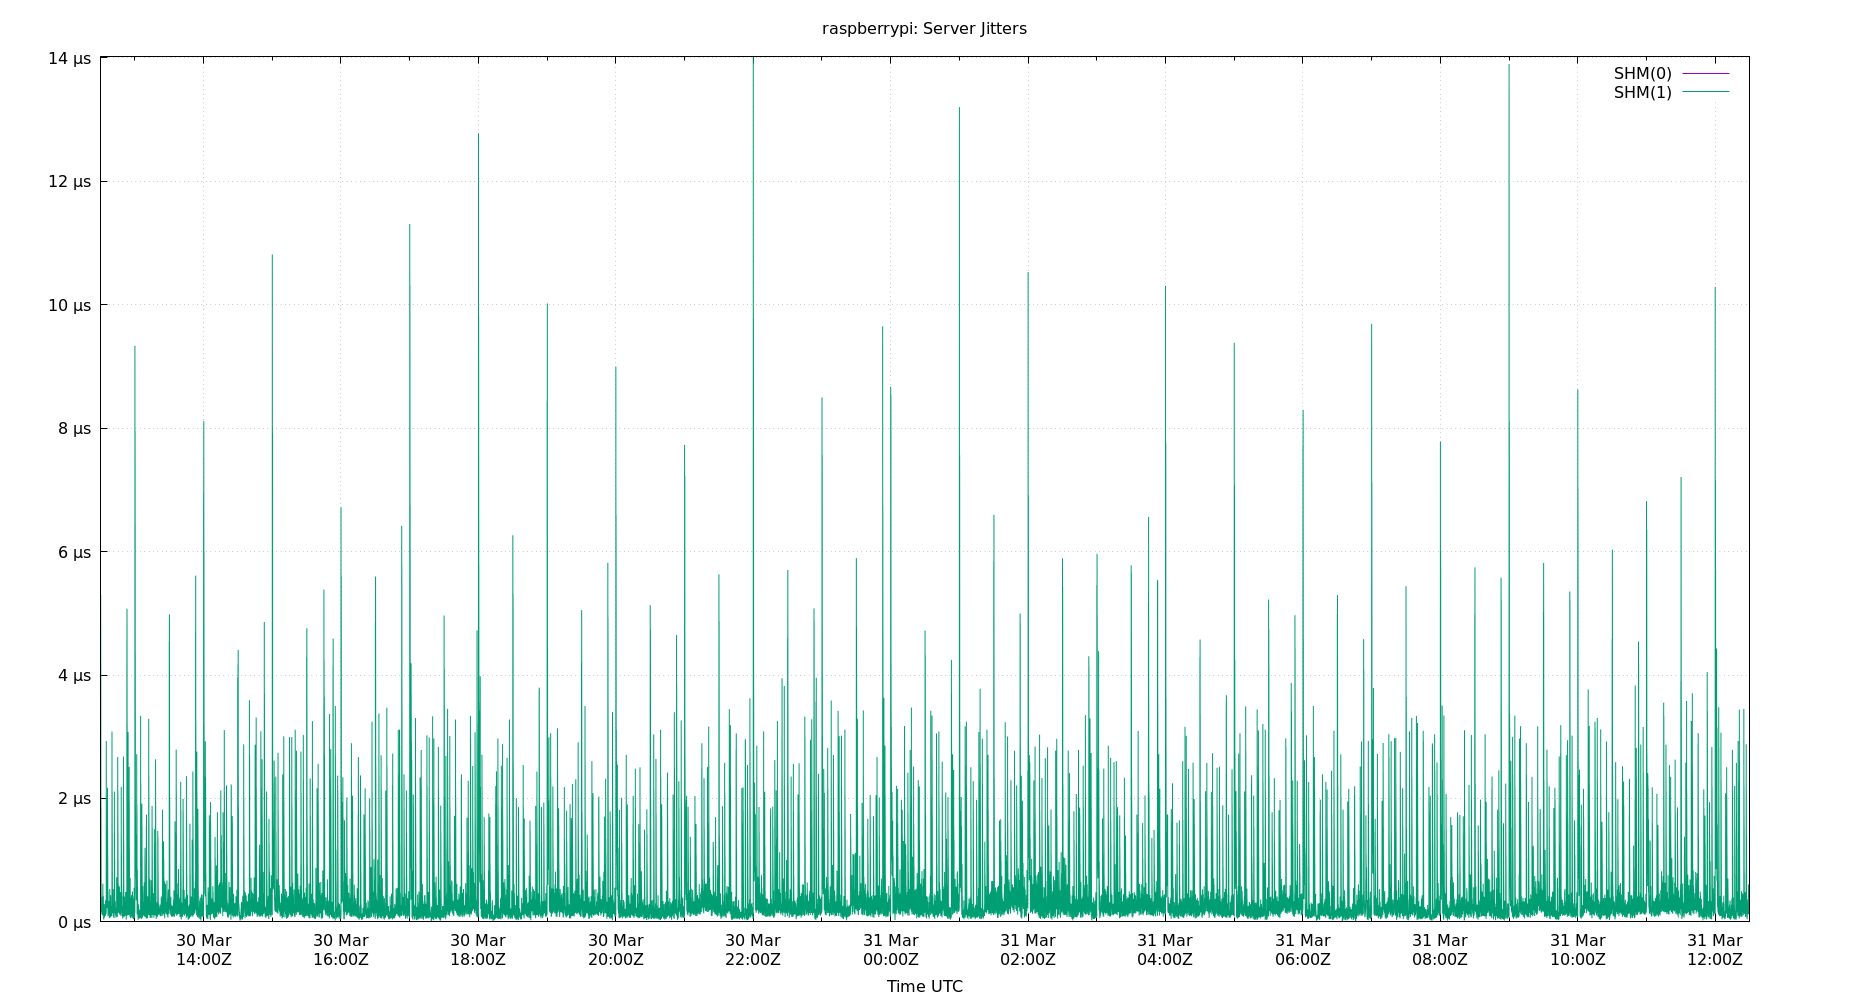 raspberrypi: Server Jitters
14 µs
12 µs
10 µs
8 µs
6 µs
4 µs
2 µs
0 µs
SHM(0)
SHM(1)
30 Mar 30 Mar 30 Mar 30 Mar 30 Mar 31 Mar 31 Mar 31 Mar 31 Mar 31 Mar 31 Mar 31 Mar
14:00Z 16:00Z 18:00Z 20:00Z 22:00Z 00:00Z 02:00Z 04:00Z 06:00Z 08:00Z 10:00Z 12:00Z
Time UTC